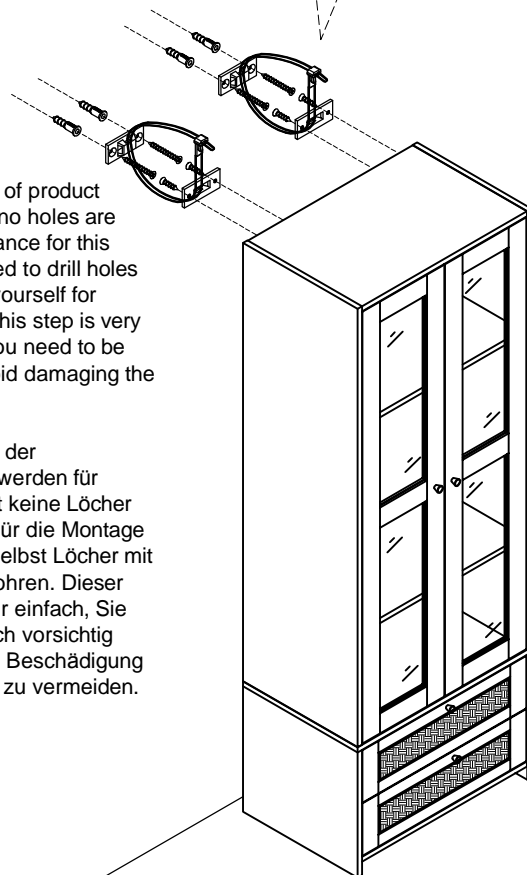 of product
no holes are
ance for this
ed to drill holes
yourself for
his step is very
ou need to be
oid damaging the
der
werden für
t keine Löcher
ür die Montage
elbst Löcher mit
ohren. Dieser
r einfach, Sie
ch vorsichtig
Beschädigung
zu vermeiden.